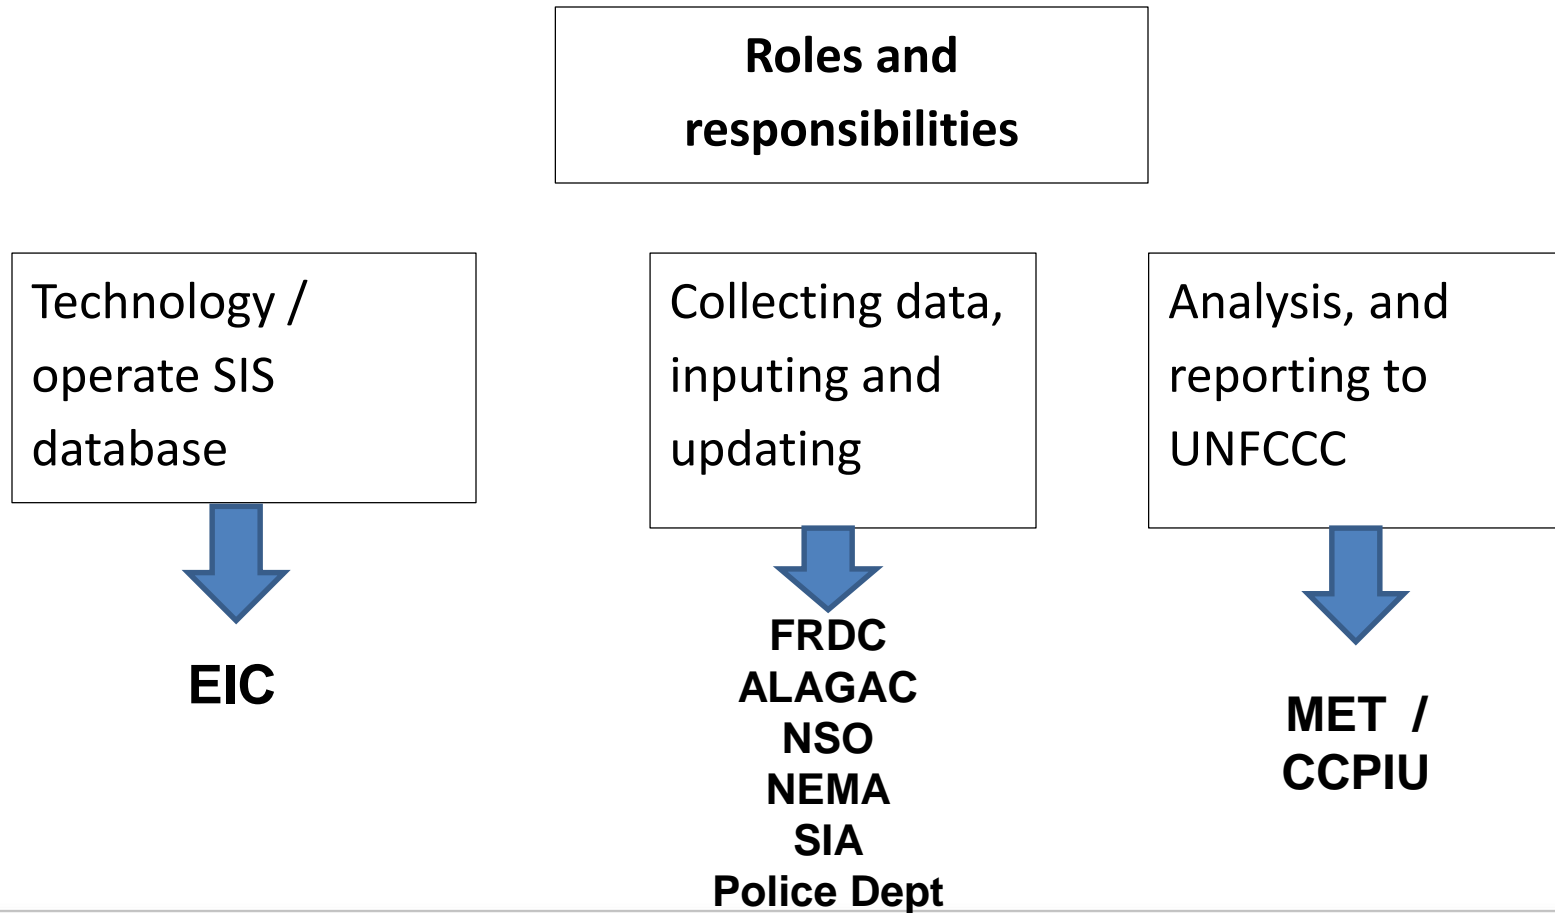 Roles and
responsibilities
Technology /
operate SIS
database
EIC
Collecting data,
inputing and
updating
FRDC
ALAGAC
NSO
NEMA
SIA
Police Dept
Analysis, and
reporting to
UNFCCC
MET /
CCPIU